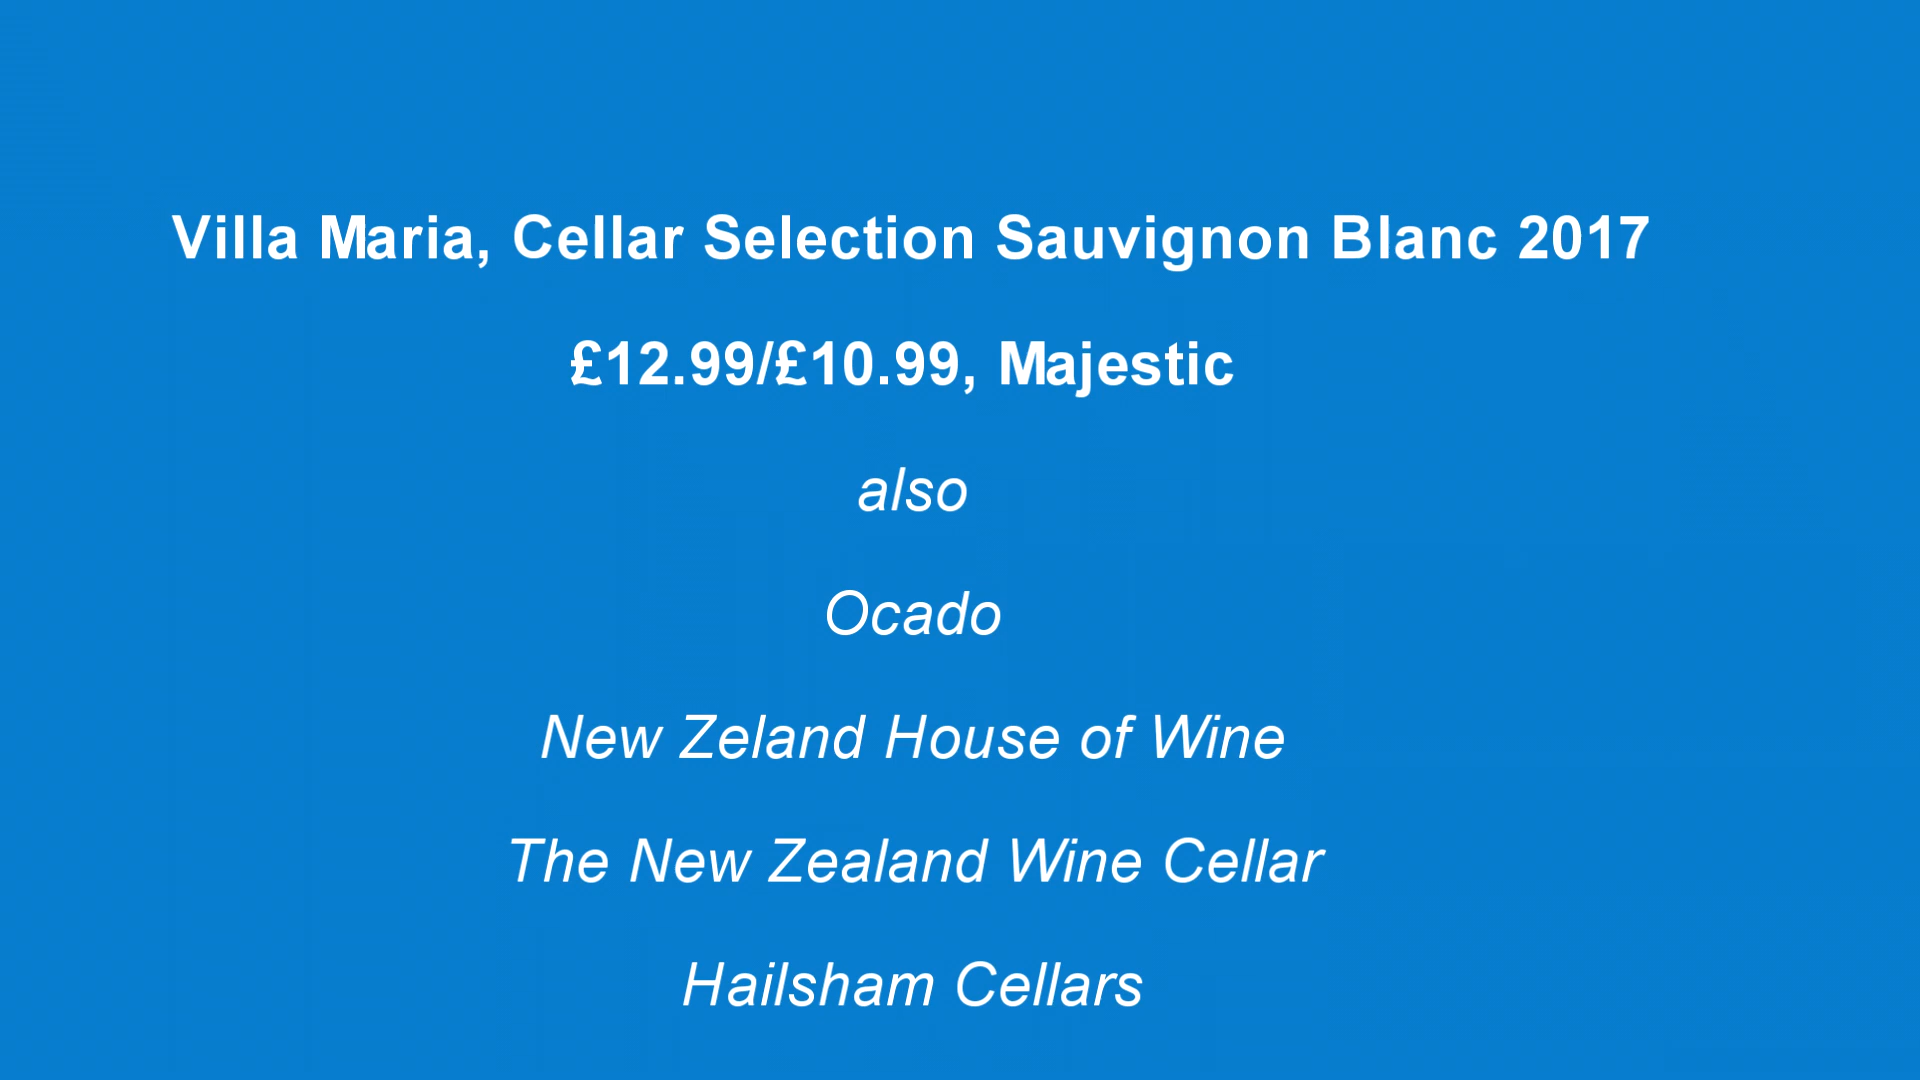 Villa Maria, Cellar Selection Sauvignon Blanc 2017
£12.99/£10.99, Majestic
also
Ocado
New Zeland House of Wine
The New Zealand Wine Cellar
Hailsham Cellars